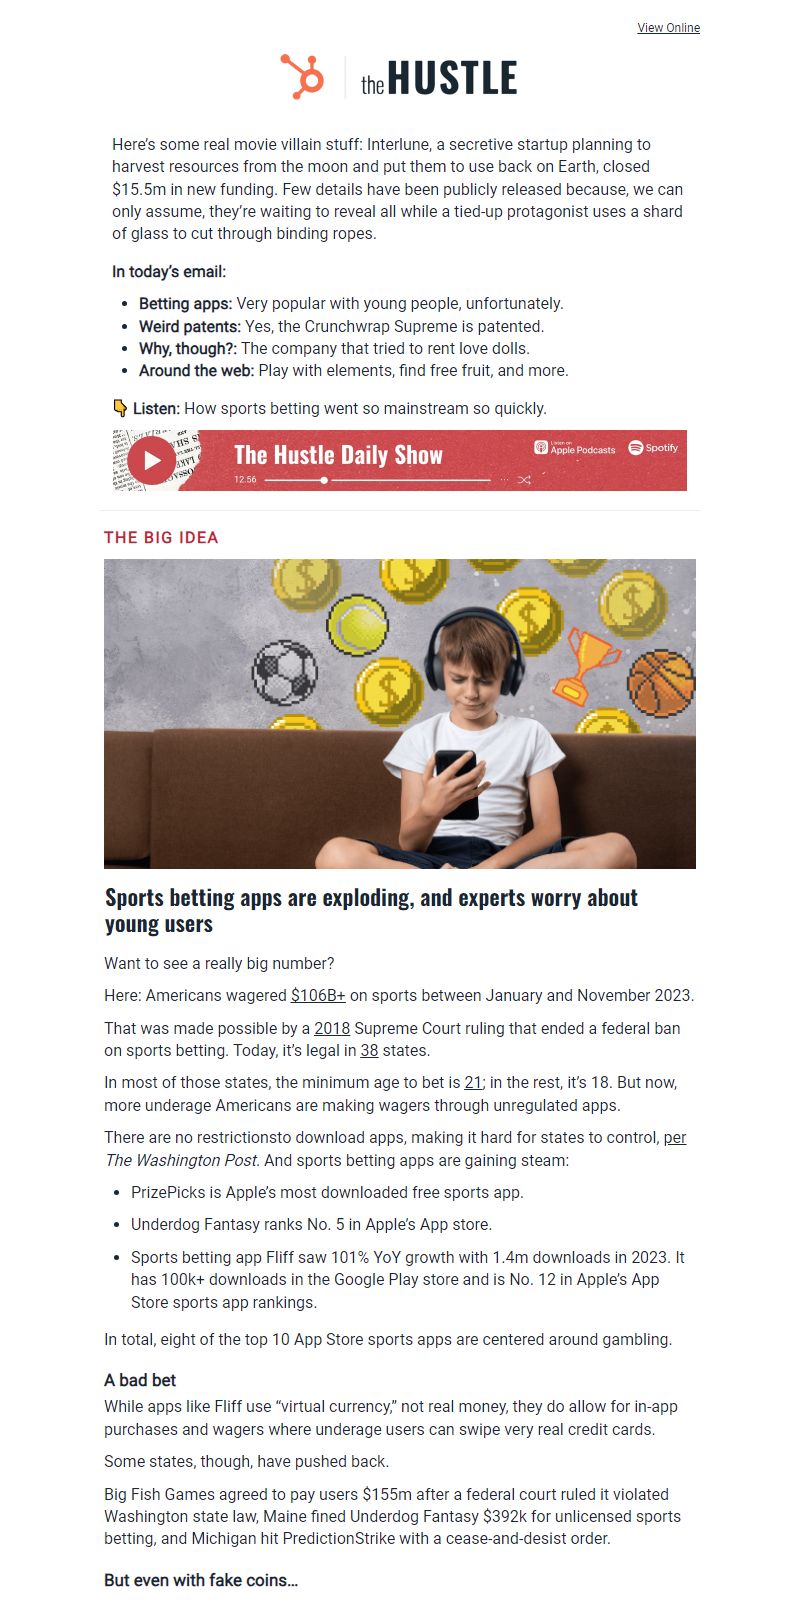 View Online
the HUSTLE
Here’s some real movie villain stuff: Interlune, a secretive startup planning to
harvest resources from the moon and put them to use back on Earth, closed
$15.5m in new funding. Few details have been publicly released because, we can
only assume, they’re waiting to reveal all while a tied-up protagonist uses a shard
of glass to cut through binding ropes.
In today’s email:
• Betting apps: Very popular with young people, unfortunately.
• Weird patents: Yes, the Crunchwrap Supreme is patented.
• Why, though?: The company that tried to rent love dolls.
• Around the web: Play with elements, find free fruit, and more.
👇 Listen: How sports betting went so mainstream so quickly.
The Hustle Daily Show
Listen on
Apple Podcasts
Spotify
12.56
THE BIG IDEA
Sports betting apps are exploding, and experts worry about
young users
Want to see a really big number?
Here: Americans wagered $106B+ on sports between January and November 2023.
That was made possible by a 2018 Supreme Court ruling that ended a federal ban
on sports betting. Today, it’s legal in 38 states.
In most of those states, the minimum age to bet is 21; in the rest, it’s 18. But now,
more underage Americans are making wagers through unregulated apps.
There are no restrictionsto download apps, making it hard for states to control, per
The Washington Post. And sports betting apps are gaining steam:
• PrizePicks is Apple’s most downloaded free sports app.
• Underdog Fantasy ranks No. 5 in Apple’s App store.
• Sports betting app Fliff saw 101% YoY growth with 1.4m downloads in 2023. It
has 100k+ downloads in the Google Play store and is No. 12 in Apple’s App
Store sports app rankings.
In total, eight of the top 10 App Store sports apps are centered around gambling.
A bad bet
While apps like Fliff use “virtual currency,” not real money, they do allow for in-app
purchases and wagers where underage users can swipe very real credit cards.
Some states, though, have pushed back.
Big Fish Games agreed to pay users $155m after a federal court ruled it violated
Washington state law, Maine fined Underdog Fantasy $392k for unlicensed sports
betting, and Michigan hit PredictionStrike with a cease-and-desist order.
But even with fake coins…